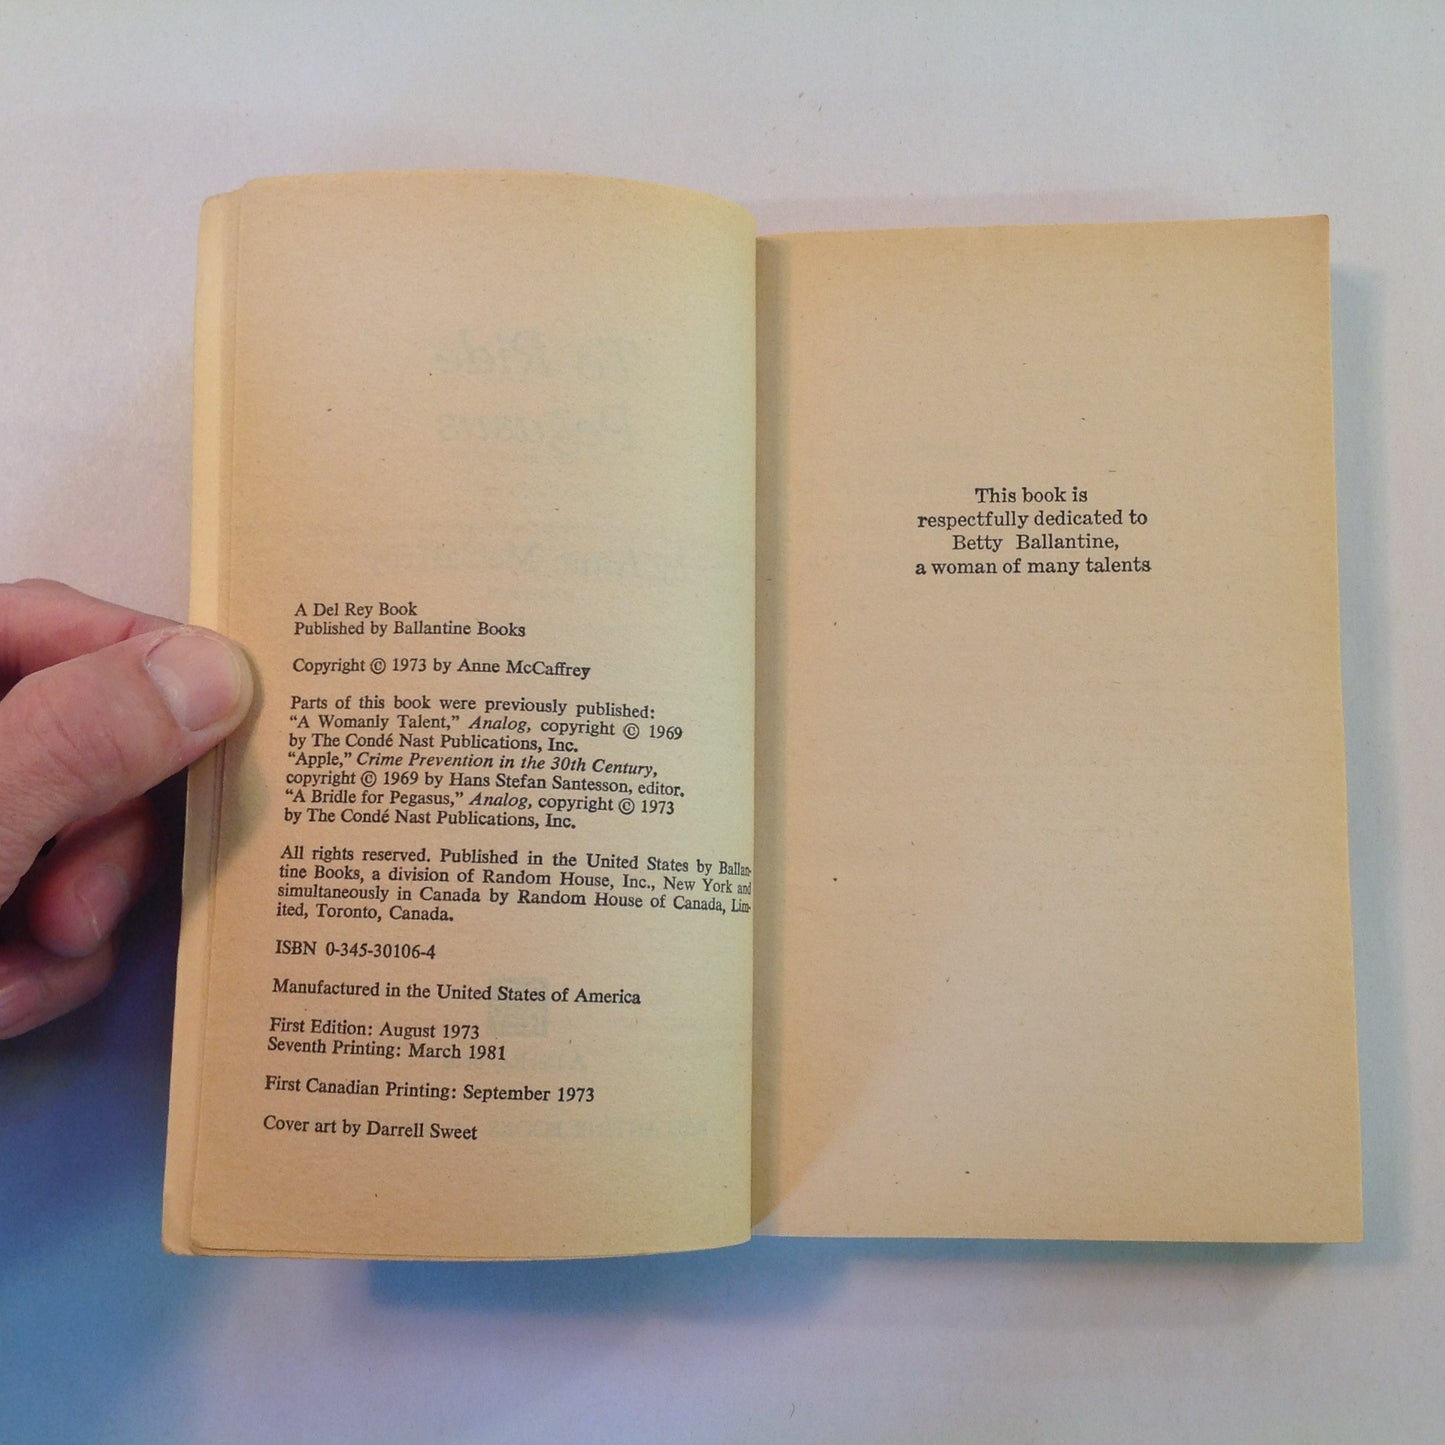 A Del Rey Book
Published by Ballantine Books
Copyright © 1973 by Anne McCaffrey
Parts of this book were previously published:
“A Womanly Talent,” Analog, copyright © 1969
by The Condé Nast Publications, Inc.
“Apple,” Crime Prevention in the 30th Century,
copyright © 1969 by Hans Stefan Santesson, editor.
“A Bridle for Pegasus,” Analog, copyright © 1973
by The Condé Nast Publications, Inc.
All rights reserved. Published in the United States by Ballan-
tine Books, a division of Random House, Inc., New York and
simultaneously in Canada by Random House of Canada, Lim-
ited, Toronto, Canada.
ISBN 0-345-30106-4
Manufactured in the United States of America
First Edition: August 1973
Seventh Printing: March 1981
First Canadian Printing: September 1973
Cover art by Darrell Sweet
This book is
respectfully dedicated to
Betty Ballantine,
a woman of many talents